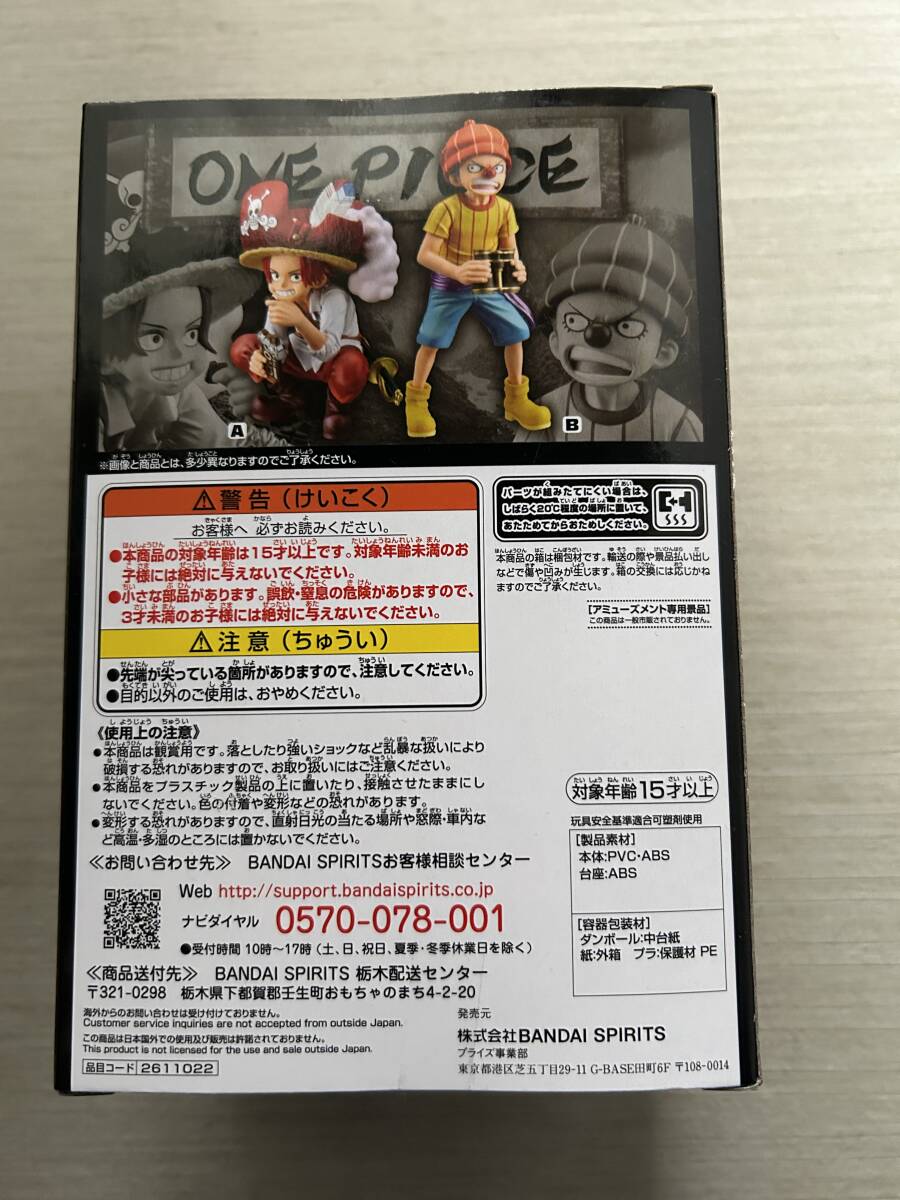 ONE PIECE
A
B
※画像と商品とは、多少異なりますのでご了承ください。
⚠警告(けいこく)
お客様へ 必ずお読みください。
●本商品の対象年齢は15才以上です。対象年齢未満のお
子様には絶対に与えないでください。
●小さな部品があります。誤飲・窒息の危険がありますので、
3才未満のお子様には絶対に与えないでください。
⚠注意(ちゅうい)
●先端が尖っている箇所がありますので、注意してください。
●目的以外のご使用は、おやめください。
《使用上の注意》
●本商品は観賞用です。落としたり強いショックなど乱暴な扱いにより
破損する恐れがありますので、お取り扱いにはご注意ください。
●本商品をプラスチック製品の上に置いたり、接触させたままにし
ないでください。色の付着や変形などの恐れがあります。
●変形する恐れがありますので、直射日光の当たる場所や窓際・車内な
ど高温・多湿のところには置かないでください。
≪お問い合わせ先≫ BANDAI SPIRITSお客様相談センター
Web http://support.bandaispirits.co.jp
ナビダイヤル 0570-078-001
●受付時間 10時~17時(土、日、祝日、夏季・冬季休業日を除く)
≪商品送付先≫ BANDAI SPIRITS 栃木配送センター
〒321-0298 栃木県下都賀郡壬生町おもちゃのまち4-2-20
海外からのお問い合わせは受け付けておりません。
Customer service inquiries are not accepted from outside Japan.
この商品は日本国外での使用及び販売は許諾されておりません。
This product is not licensed for the use and sale outside Japan.
品目コード 2611022
パーツが組みたてにくい場合は、
しばらく20℃程度の場所に置いて、
あたためてからおためしください。
本商品の箱は梱包材です。輸送の際や景品払い出し
などで傷や凹みが生じます。箱の交換には応じかね
ますのでご了承ください。
【アミューズメント専用景品】
この商品は一般市販されておりません。
対象年齢15才以上
玩具安全基準適合可塑剤使用
[製品素材]
本体:PVC・ABS
台座:ABS
[容器包装材]
ダンボール:中台紙
紙:外箱 プラ:保護材 PE
発売元
株式会社BANDAI SPIRITS
プライズ事業部
東京都港区芝五丁目29-11 G-BASE田町6F 〒108-0014